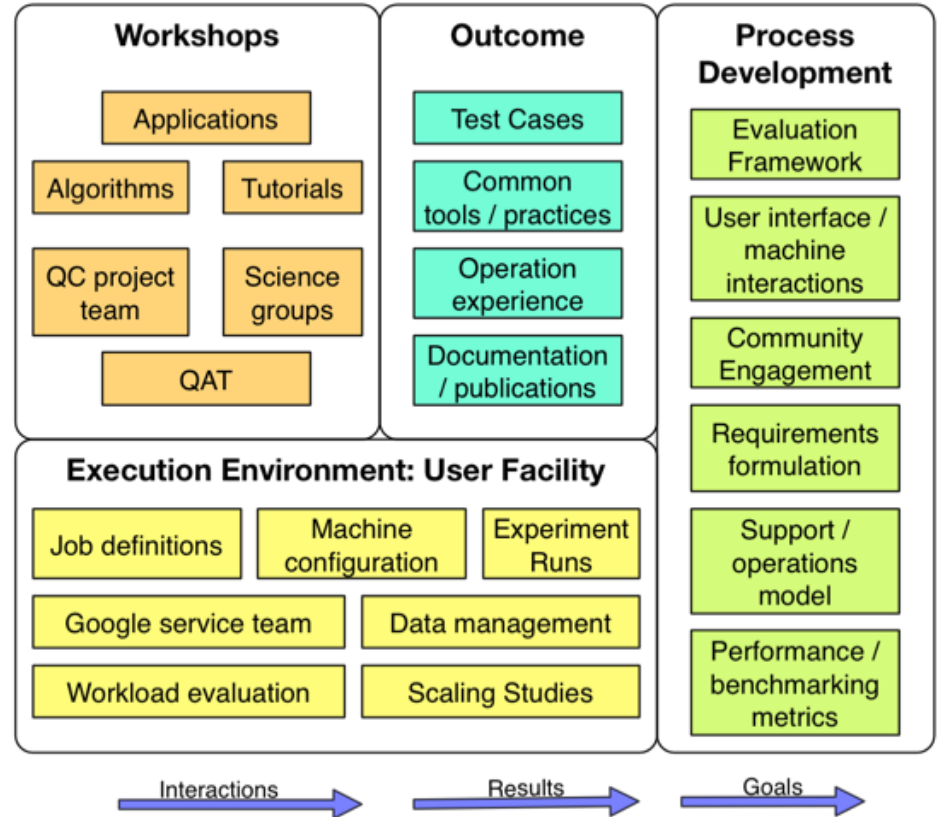 Workshops
Applications
Algorithms
Tutorials
QC project
team
Science
groups
QAT
Outcome
Test Cases
Common
tools / practices
Operation
experience
Documentation
/ publications
Process
Development
Evaluation
Framework
User interface /
machine
interactions
Community
Engagement
Requirements
formulation
Support /
operations
model
Performance /
benchmarking
metrics
Execution Environment: User Facility
Job definitions
Machine
configuration
Experiment
Runs
Google service team
Data management
Workload evaluation
Scaling Studies
Interactions
Results
Goals